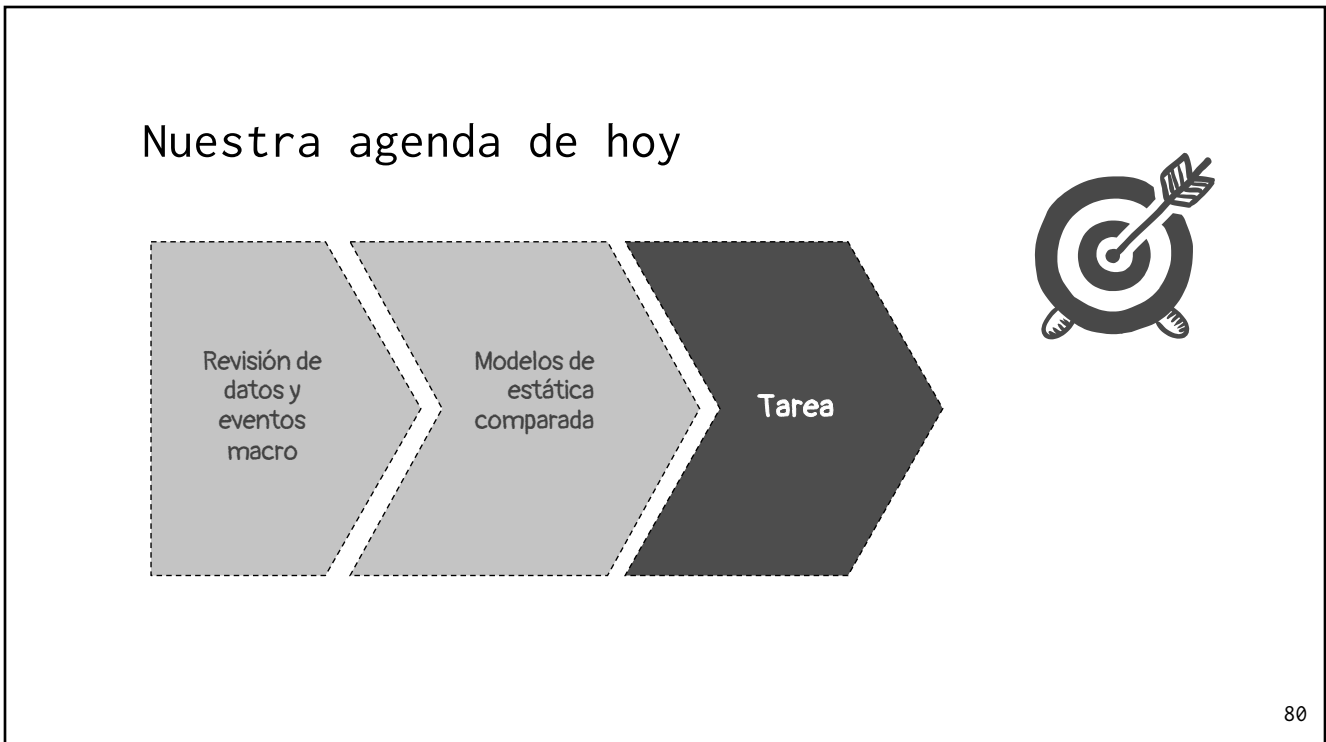 Nuestra agenda de hoy
Revisión de
datos y
eventos
macro
Modelos de
estática
comparada
Tarea
80